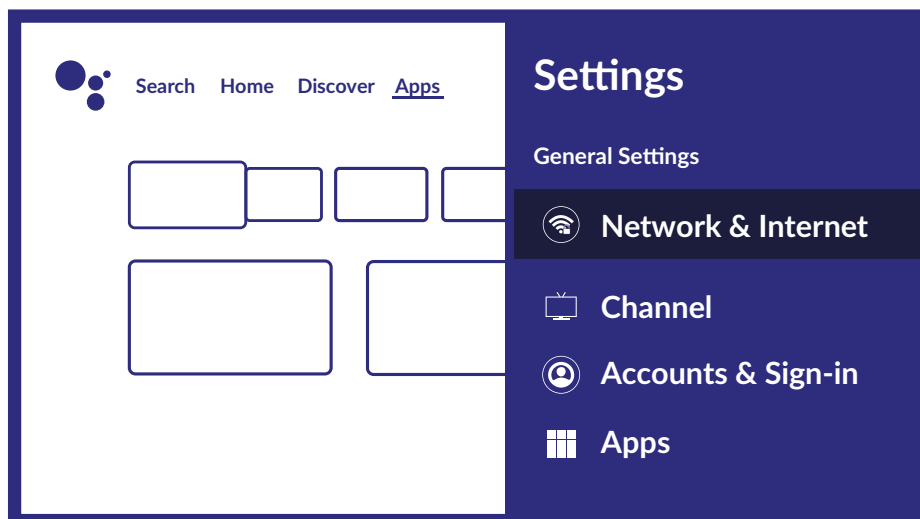 Search Home Discover Apps
Settings
General Settings
Network & Internet
Channel
Accounts & Sign-in
Apps